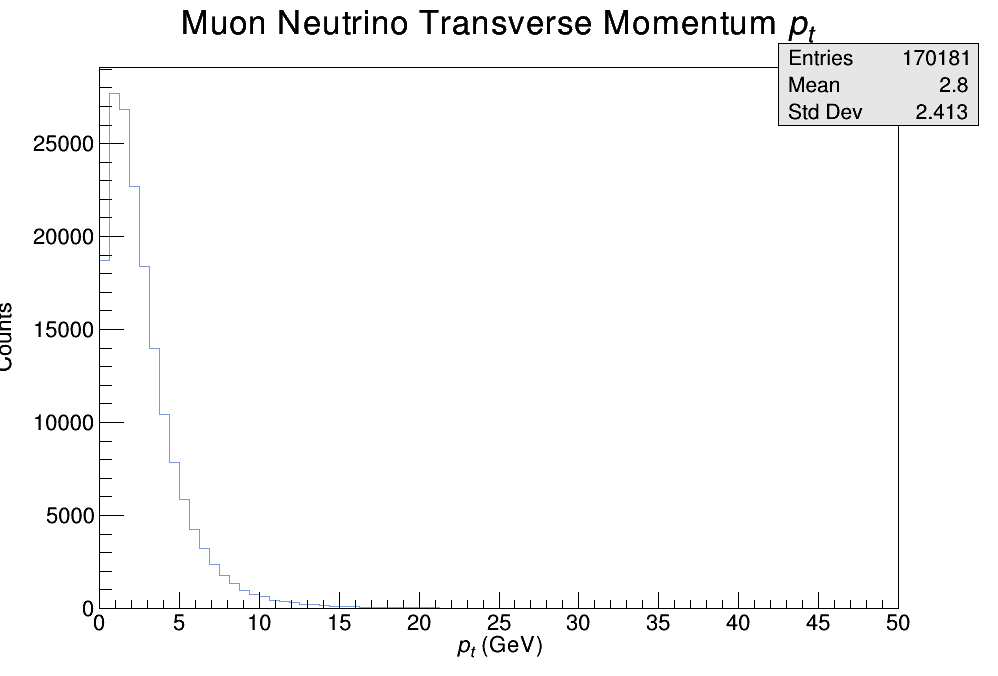 Muon Neutrino Transverse Momentum pt
Entries 170181
Mean 2.8
Std Dev 2.413
Counts
25000
20000
15000
10000
5000
0
0 5 10 15 20 25 30 35 40 45 50
pt (GeV)